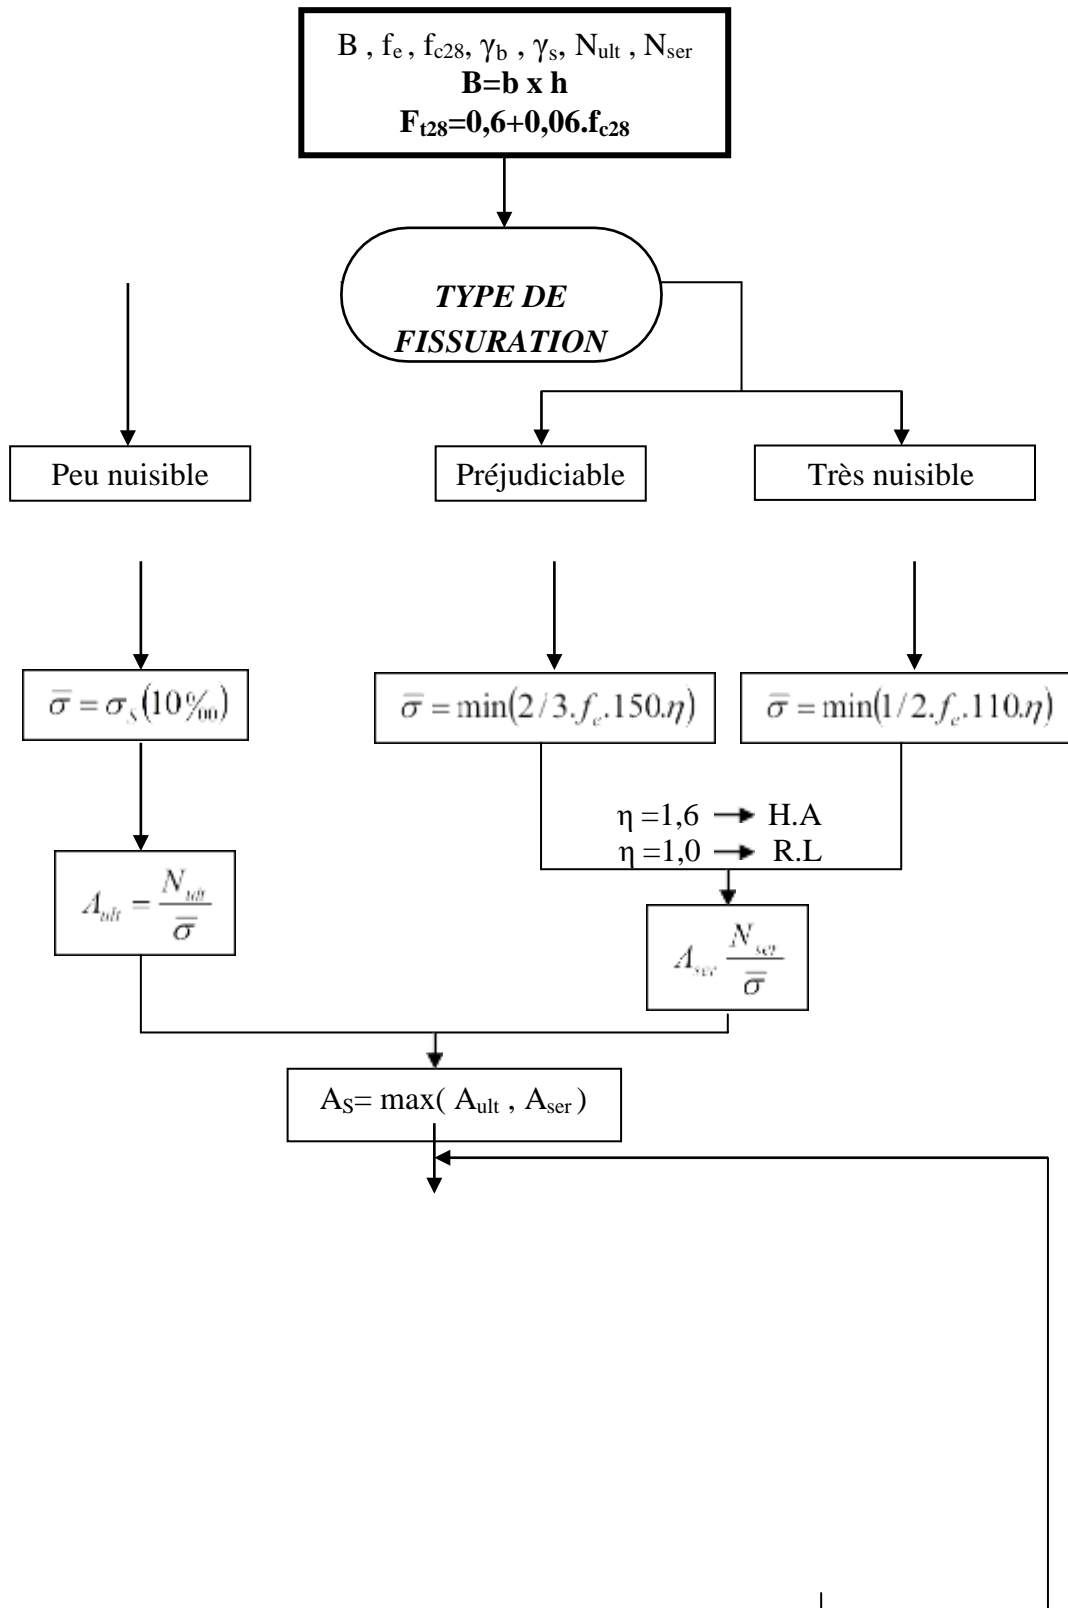 B , fe , fc28, γb , γs, Nult , Nser
B=b x h
Ft28=0,6+0,06.fc28
TYPE DE
FISSURATION
Peu nuisible
Préjudiciable
Très nuisible
σ̅ = σs(10‰)
σ̅ = min(2/3.fe.150.η)
σ̅ = min(1/2.fe.110.η)
η =1,6 → H.A
η =1,0 → R.L
Ault = Nult / σ̅
Aser Nser / σ̅
AS= max( Ault , Aser )